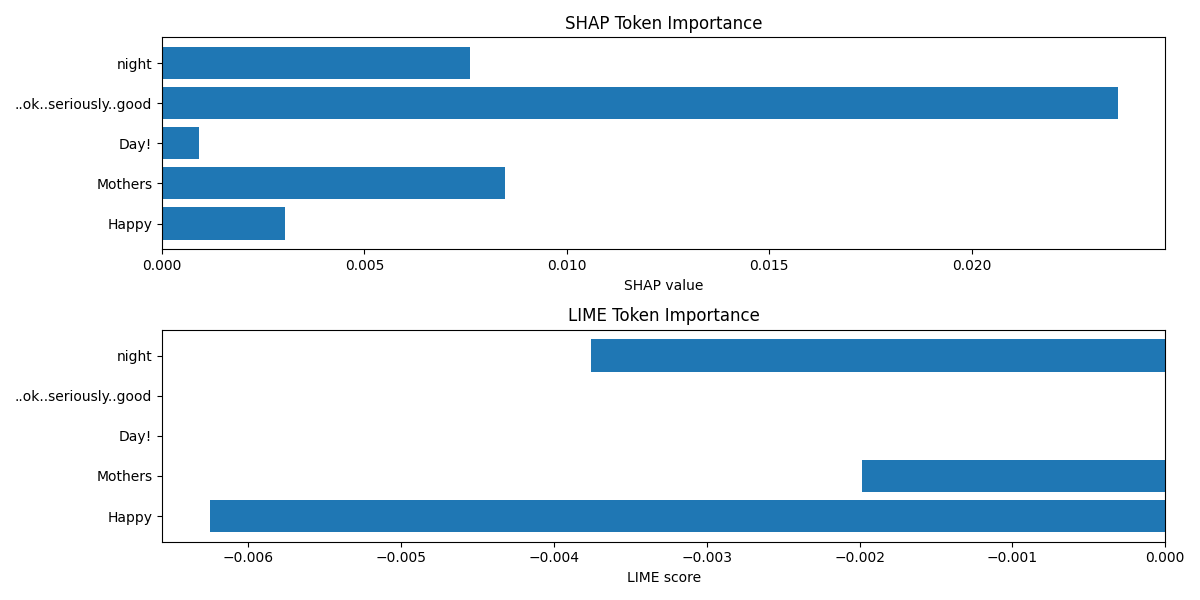 SHAP Token Importance
night
..ok..seriously..good
Day!
Mothers
Happy
0.000 0.005 0.010 0.015 0.020
SHAP value
LIME Token Importance
night
..ok..seriously..good
Day!
Mothers
Happy
−0.006 −0.005 −0.004 −0.003 −0.002 −0.001 0.000
LIME score